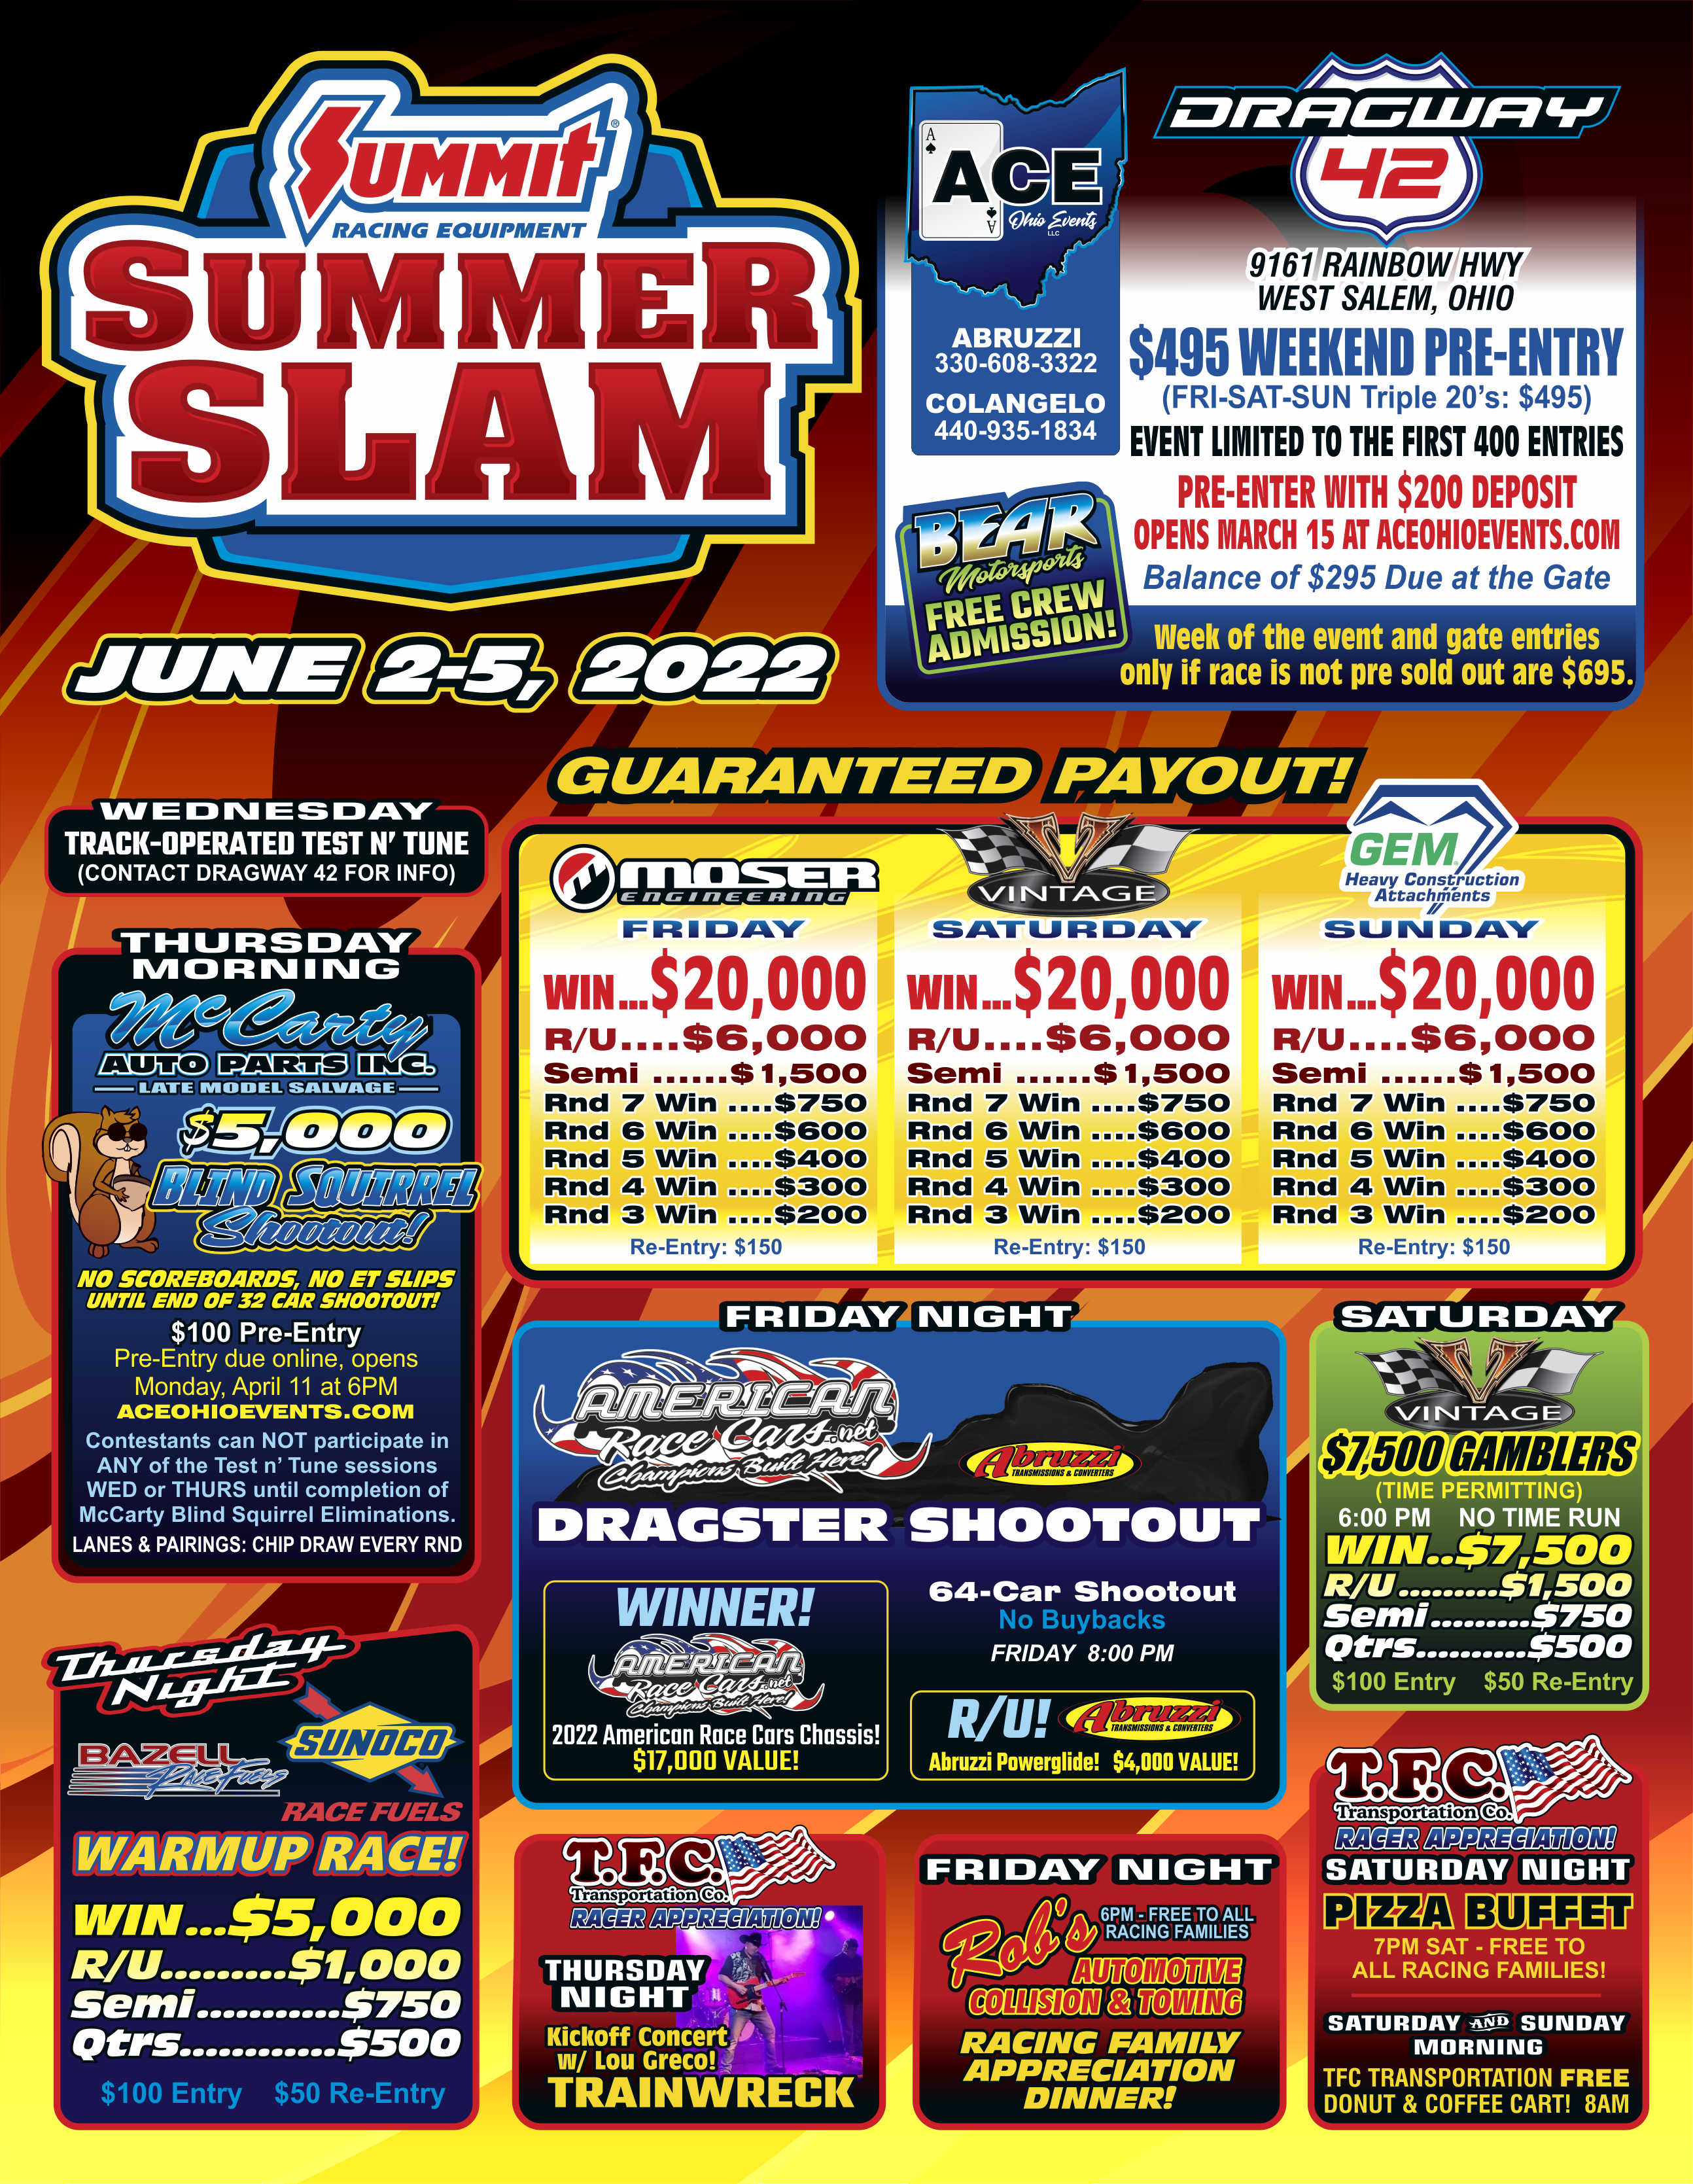 SUMMIT®
RACING EQUIPMENT
SUMMER
SLAM
JUNE 2-5, 2022
A
ACE
Ohio Events
LLC
A
ABRUZZI
330-608-3322
COLANGELO
440-935-1834
BEAR
Motorsports
FREE CREW
ADMISSION!
DRAGWAY
42
9161 RAINBOW HWY
WEST SALEM, OHIO
$495 WEEKEND PRE-ENTRY
(FRI-SAT-SUN Triple 20's: $495)
EVENT LIMITED TO THE FIRST 400 ENTRIES
PRE-ENTER WITH $200 DEPOSIT
OPENS MARCH 15 AT ACEOHIOEVENTS.COM
Balance of $295 Due at the Gate
Week of the event and gate entries
only if race is not pre sold out are $695.
WEDNESDAY
TRACK-OPERATED TEST N' TUNE
(CONTACT DRAGWAY 42 FOR INFO)
THURSDAY
MORNING
McCarty
AUTO PARTS INC.
LATE MODEL SALVAGE
$5,000
BLIND SQUIRREL
Shootout!
NO SCOREBOARDS, NO ET SLIPS
UNTIL END OF 32 CAR SHOOTOUT!
$100 Pre-Entry
Pre-Entry due online, opens
Monday, April 11 at 6PM
ACEOHIOEVENTS.COM
Contestants can NOT participate in
ANY of the Test n' Tune sessions
WED or THURS until completion of
McCarty Blind Squirrel Eliminations.
LANES & PAIRINGS: CHIP DRAW EVERY RND
Thursday
Night
BAZELL
RACE FUELS
SUNOCO
RACE FUELS
WARMUP RACE!
WIN...$5,000
R/U.........$1,000
Semi...........$750
Qtrs............$500
$100 Entry $50 Re-Entry
GUARANTEED PAYOUT!
MOSER
ENGINEERING
FRIDAY
WIN...$20,000
R/U....$6,000
Semi ......$1,500
Rnd 7 Win ....$750
Rnd 6 Win ....$600
Rnd 5 Win ....$400
Rnd 4 Win ....$300
Rnd 3 Win ....$200
Re-Entry: $150
VINTAGE
SATURDAY
WIN...$20,000
R/U....$6,000
Semi ......$1,500
Rnd 7 Win ....$750
Rnd 6 Win ....$600
Rnd 5 Win ....$400
Rnd 4 Win ....$300
Rnd 3 Win ....$200
Re-Entry: $150
GEM
Heavy Construction
Attachments
SUNDAY
WIN...$20,000
R/U....$6,000
Semi ......$1,500
Rnd 7 Win ....$750
Rnd 6 Win ....$600
Rnd 5 Win ....$400
Rnd 4 Win ....$300
Rnd 3 Win ....$200
Re-Entry: $150
FRIDAY NIGHT
AMERICAN
Race Cars.net
Champions Built Here!
Abruzzi
TRANSMISSIONS & CONVERTERS
DRAGSTER SHOOTOUT
WINNER!
AMERICAN
Race Cars.net
Champions Built Here!
2022 American Race Cars Chassis!
$17,000 VALUE!
64-Car Shootout
No Buybacks
FRIDAY 8:00 PM
R/U! Abruzzi
TRANSMISSIONS & CONVERTERS
Abruzzi Powerglide! $4,000 VALUE!
SATURDAY
VINTAGE
$7,500 GAMBLERS
(TIME PERMITTING)
6:00 PM NO TIME RUN
WIN..$7,500
R/U.........$1,500
Semi.........$750
Qtrs..........$500
$100 Entry $50 Re-Entry
T.F.C.
Transportation Co.
RACER APPRECIATION!
THURSDAY
NIGHT
Kickoff Concert
w/ Lou Greco!
TRAINWRECK
FRIDAY NIGHT
Rob's
6PM - FREE TO ALL
RACING FAMILIES
AUTOMOTIVE
COLLISION & TOWING
RACING FAMILY
APPRECIATION
DINNER!
T.F.C.
Transportation Co.
RACER APPRECIATION!
SATURDAY NIGHT
PIZZA BUFFET
7PM SAT - FREE TO
ALL RACING FAMILIES!
SATURDAY AND SUNDAY
MORNING
TFC TRANSPORTATION FREE
DONUT & COFFEE CART! 8AM